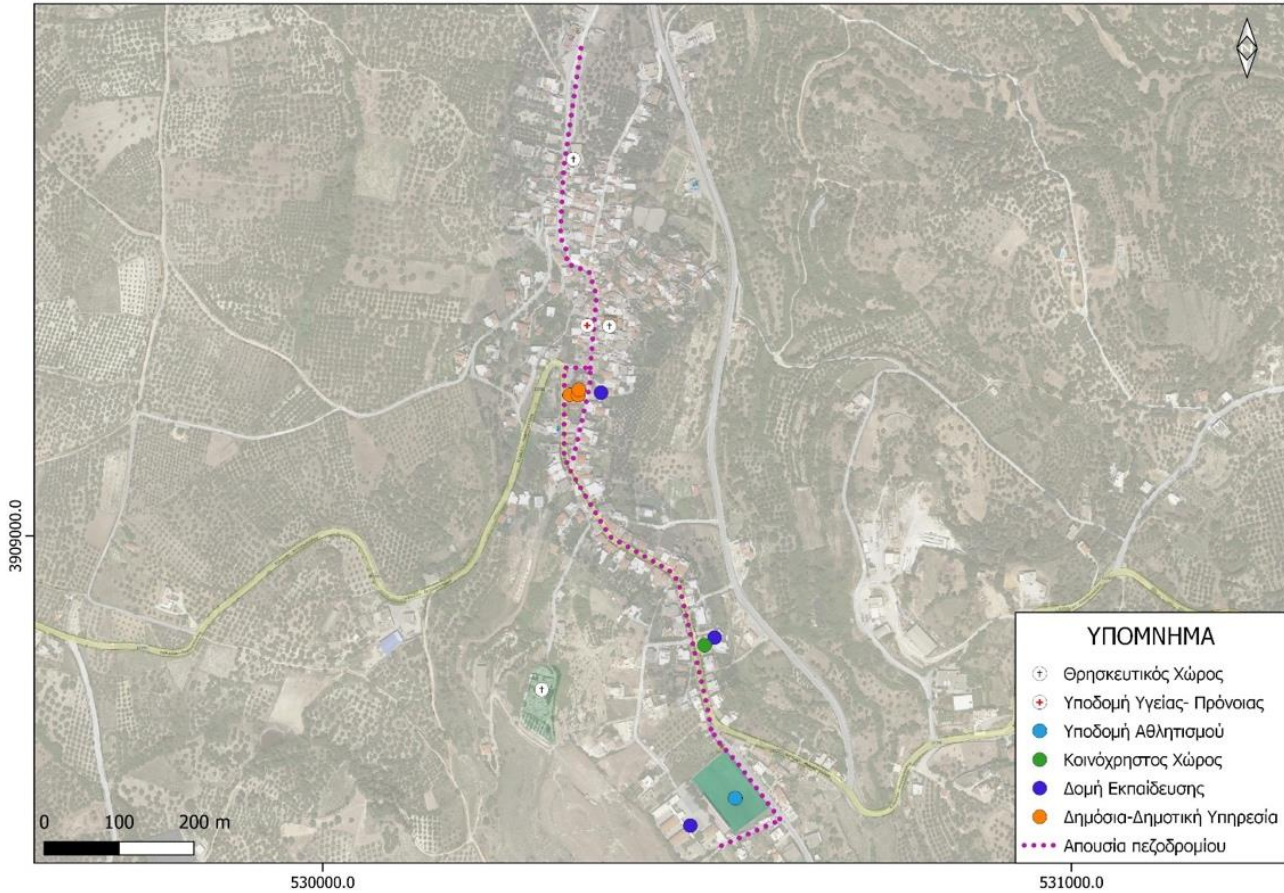 3909000.0
ΥΠΟΜΝΗΜΑ
Θρησκευτικός Χώρος
Υποδομή Υγείας- Πρόνοιας
Υποδομή Αθλητισμού
Κοινόχρηστος Χώρος
Δομή Εκπαίδευσης
Δημόσια-Δημοτική Υπηρεσία
Απουσία πεζοδρομίου
0 100 200 m
530000.0 531000.0